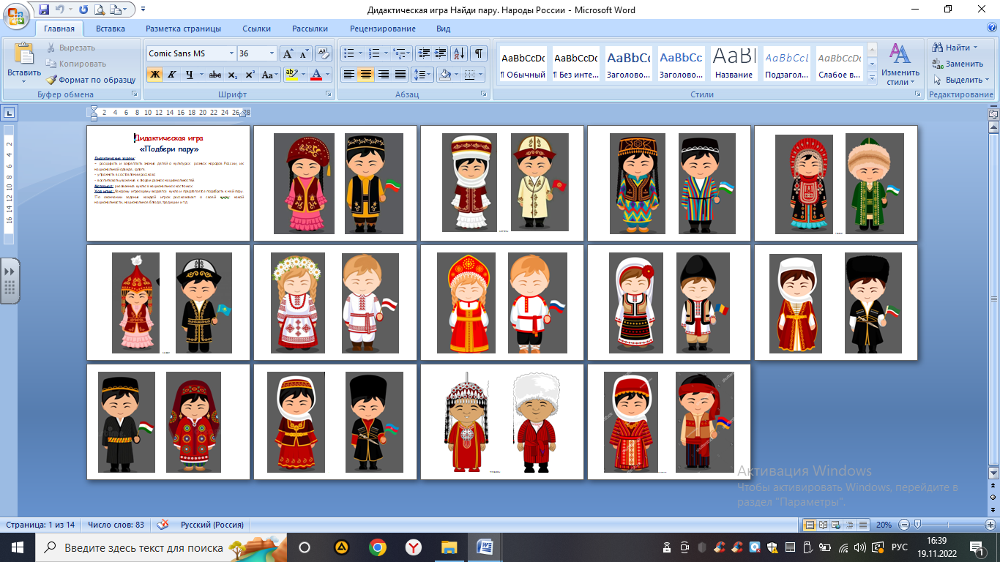 Дидактическая игра Найди пару. Народы России - Microsoft Word
Главная Вставка Разметка страницы Ссылки Рассылки Рецензирование Вид
Вставить
Вырезать
Копировать
Формат по образцу
Буфер обмена
Comic Sans MS 36
Ж К Ч abc x₂ x² Aa
Шрифт
Абзац
AaBbCcDc AaBbCcDc AaBbCc AaBbCc AaBb AaBbCcL AaBbCcDc
¶ Обычный ¶ Без инте... Заголово... Заголово... Название Подзагол... Слабое в...
Изменить стили
Стили
Найти
Заменить
Выделить
Редактирование
2 4 6 8 10 12 14 16 18 20 22 24 26 28
2 4 6 8 10 12 14 16
Дидактическая игра
«Подбери пару»
Дидактические задачи:
- расширять и закреплять знания детей о культурах разных народов России, их
национальной одежде, флаге.
- упражнять в составлении рассказа;
- воспитывать уважение к людям разных национальностей.
Материал: рисованные куклы в национальных костюмах.
Ход игры: Каждому играющему выдается кукла и предлагается подобрать к ней пару.
По окончании задания каждый игрок рассказывает о своей паре: какой
национальности, национальное блюдо, традиции и т.д.
Активация Windows
Чтобы активировать Windows, перейдите в
раздел "Параметры".
Страница: 1 из 14 Число слов: 83 Русский (Россия) 20%
Введите здесь текст для поиска
РУС
16:39
19.11.2022
1